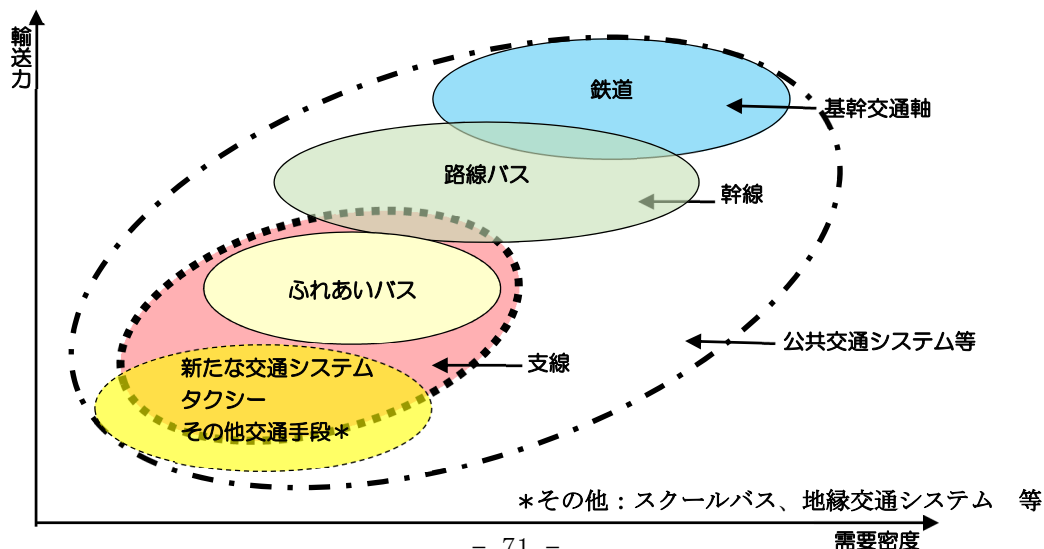 輸送力
鉄道
基幹交通軸
路線バス
幹線
ふれあいバス
公共交通システム等
支線
新たな交通システム
タクシー
その他交通手段＊
＊その他：スクールバス、地縁交通システム　等
需要密度
－ 71 －